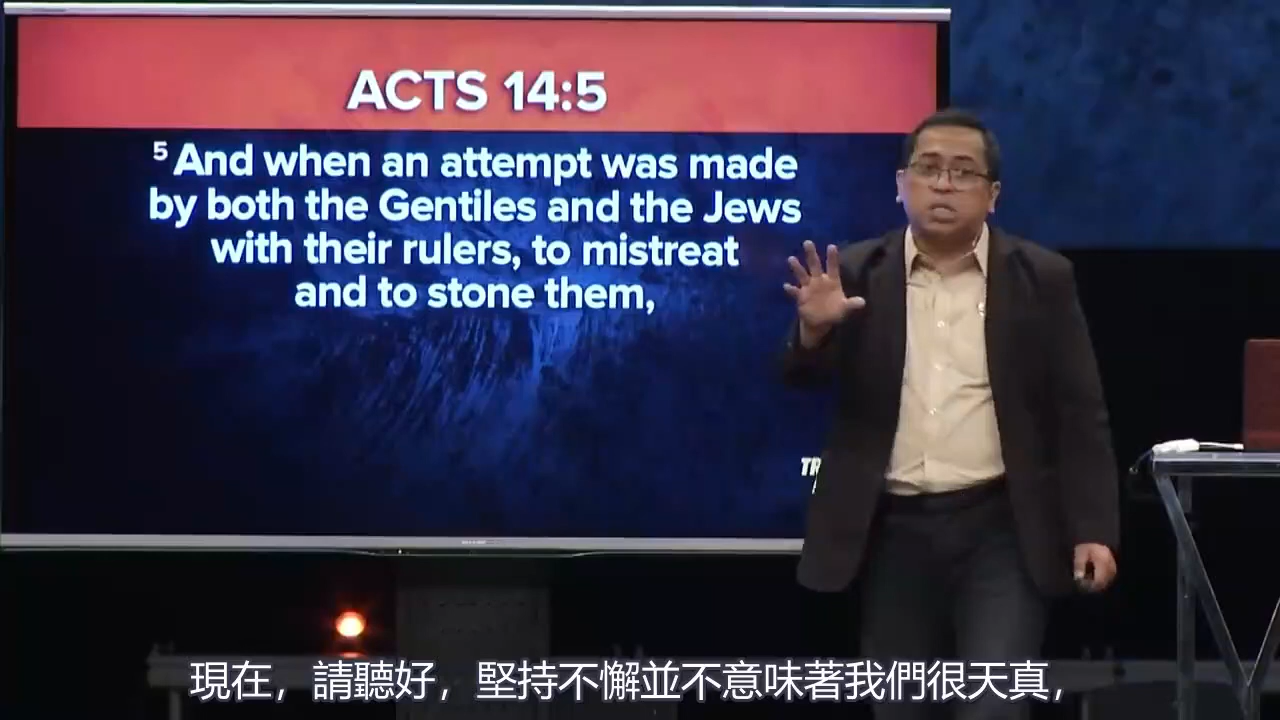 ACTS 14:5
5 And when an attempt was made
by both the Gentiles and the Jews
with their rulers, to mistreat
and to stone them,
現在，請聽好，堅持不懈並不意味著我們很天真，